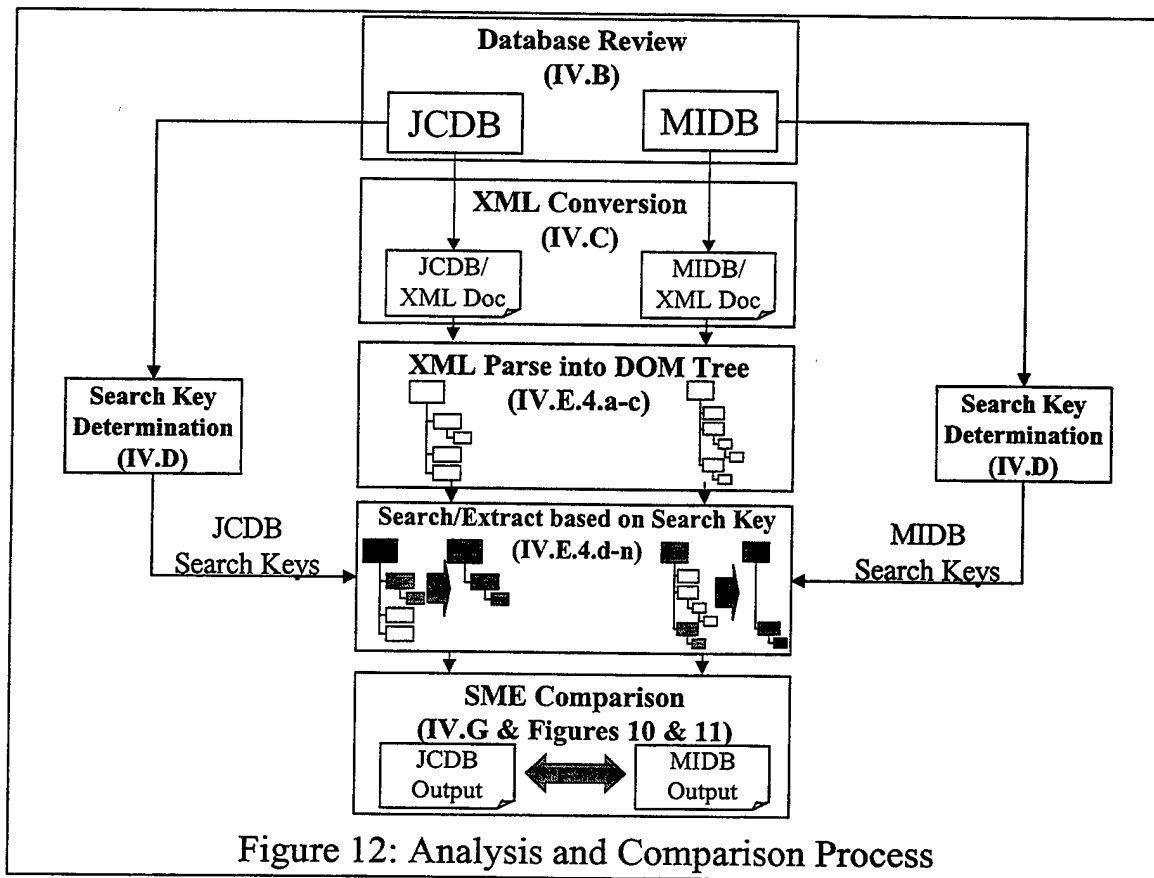 Database Review
(IV.B)
JCDB
MIDB
XML Conversion
(IV.C)
JCDB/
XML Doc
MIDB/
XML Doc
XML Parse into DOM Tree
(IV.E.4.a-c)
Search Key
Determination
(IV.D)
Search Key
Determination
(IV.D)
Search/Extract based on Search Key
(IV.E.4.d-n)
JCDB
Search Keys
MIDB
Search Keys
SME Comparison
(IV.G & Figures 10 & 11)
JCDB
Output
MIDB
Output
Figure 12: Analysis and Comparison Process